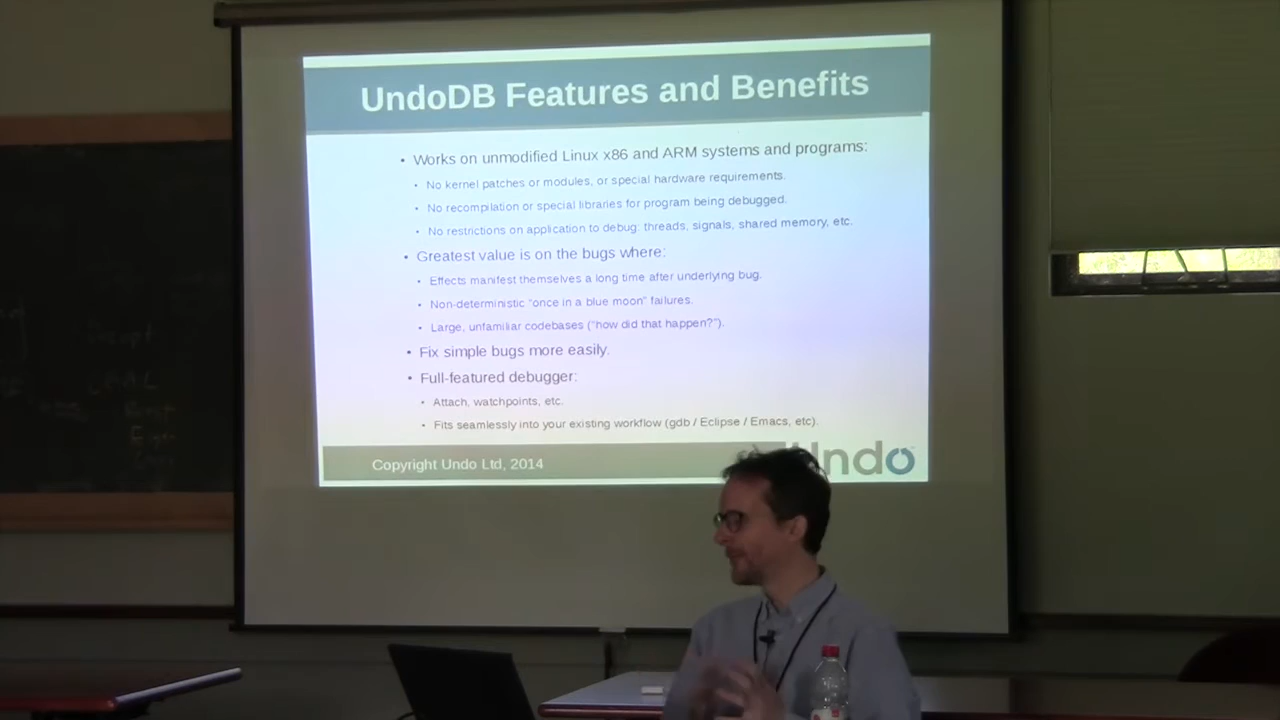 UndoDB Features and Benefits
• Works on unmodified Linux x86 and ARM systems and programs:
• No kernel patches or modules, or special hardware requirements.
• No recompilation or special libraries for program being debugged.
• No restrictions on application to debug: threads, signals, shared memory, etc.
• Greatest value is on the bugs where:
• Effects manifest themselves a long time after underlying bug.
• Non-deterministic “once in a blue moon” failures.
• Large, unfamiliar codebases (“how did that happen?”).
• Fix simple bugs more easily.
• Full-featured debugger:
• Attach, watchpoints, etc.
• Fits seamlessly into your existing workflow (gdb / Eclipse / Emacs, etc).
Copyright Undo Ltd, 2014
Undo